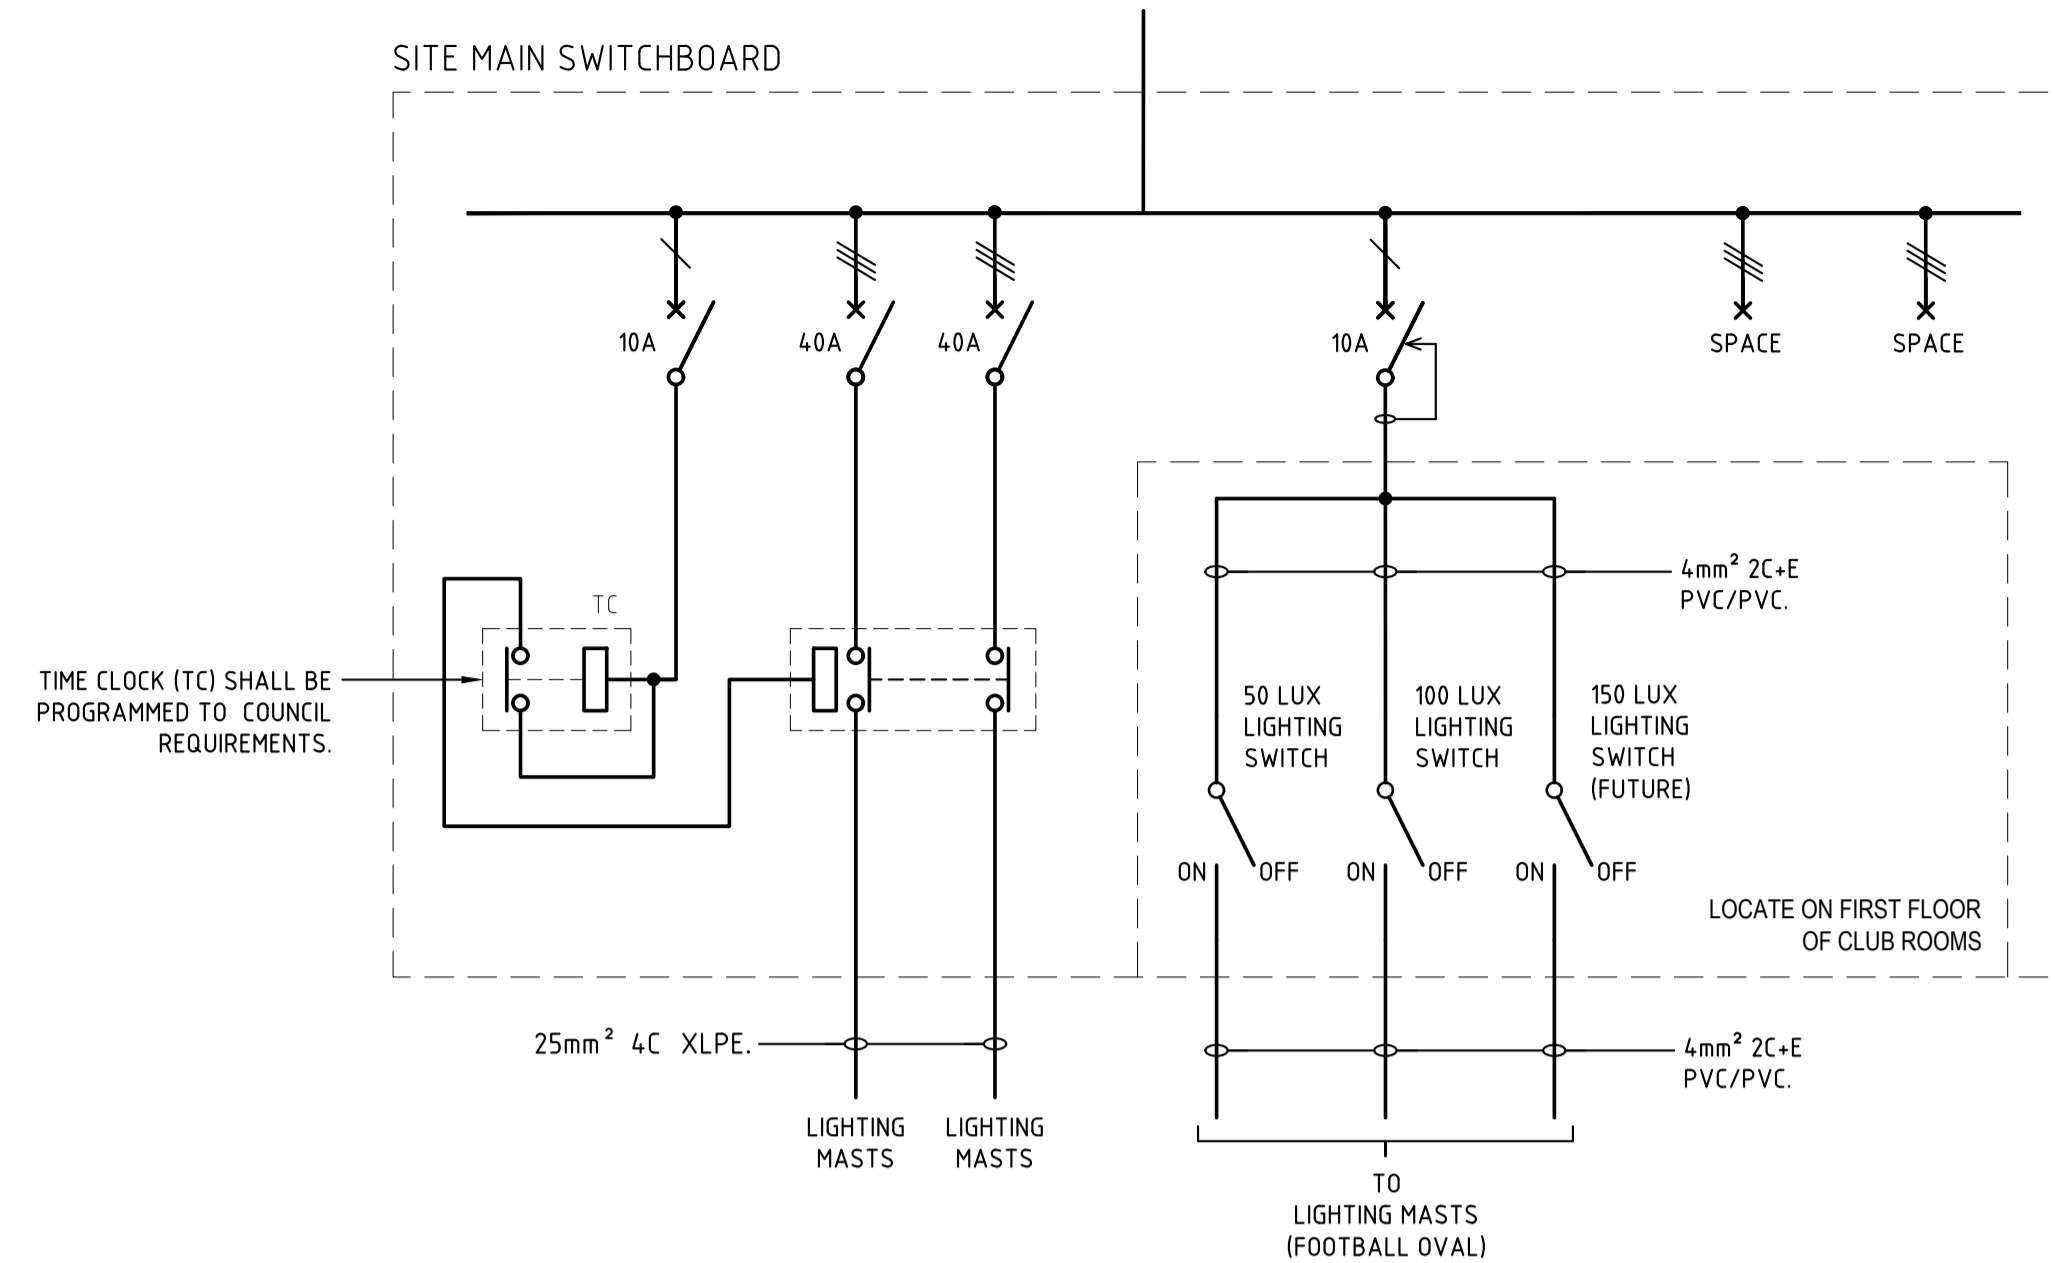 SITE MAIN SWITCHBOARD
10A
40A
40A
10A
SPACE
SPACE
4mm² 2C+E
PVC/PVC.
TC
TIME CLOCK (TC) SHALL BE
PROGRAMMED TO COUNCIL
REQUIREMENTS.
50 LUX
LIGHTING
SWITCH
100 LUX
LIGHTING
SWITCH
150 LUX
LIGHTING
SWITCH
(FUTURE)
ON
OFF
ON
OFF
ON
OFF
LOCATE ON FIRST FLOOR
OF CLUB ROOMS
25mm² 4C XLPE.
4mm² 2C+E
PVC/PVC.
LIGHTING
MASTS
LIGHTING
MASTS
TO
LIGHTING MASTS
(FOOTBALL OVAL)